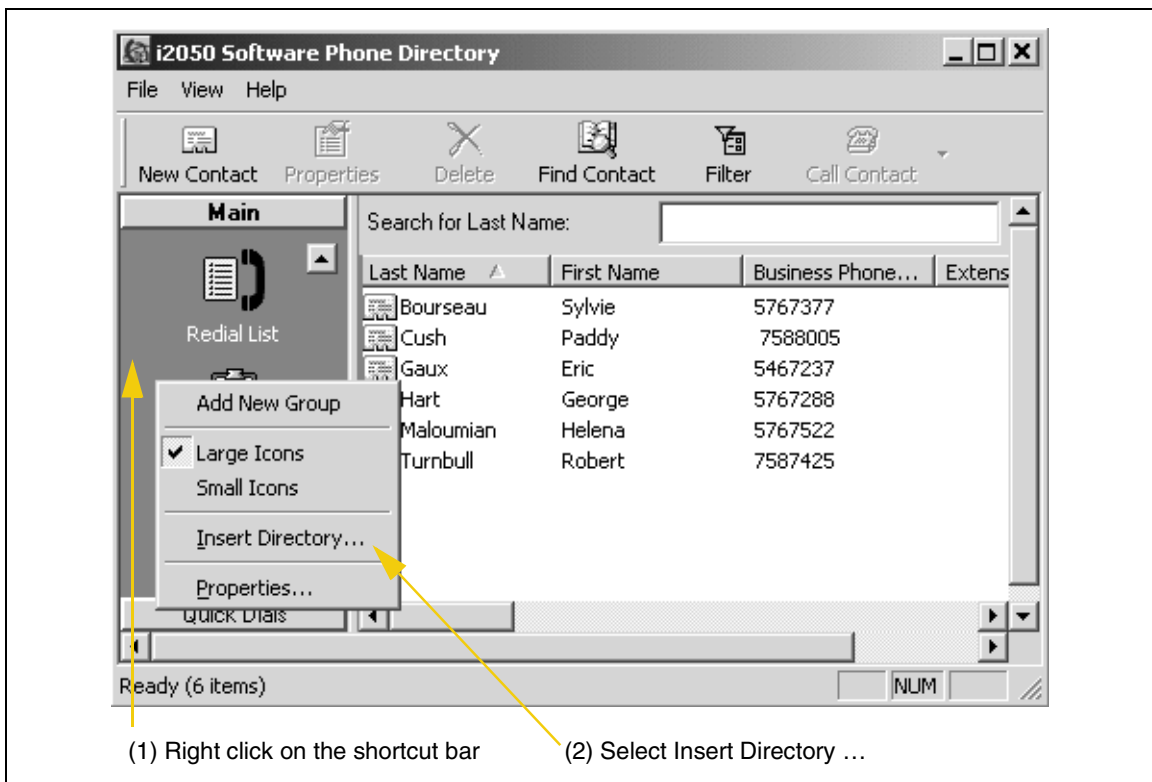 i2050 Software Phone Directory
File View Help
New Contact Properties Delete Find Contact Filter Call Contact
Main
Search for Last Name:
Redial List
Last Name First Name Business Phone... Extens
Bourseau Sylvie 5767377
Cush Paddy 7588005
Gaux Eric 5467237
Hart George 5767288
Maloumian Helena 5767522
Turnbull Robert 7587425
Add New Group
Large Icons
Small Icons
Insert Directory...
Properties...
Quick Dials
Ready (6 items) NUM
(1) Right click on the shortcut bar (2) Select Insert Directory …